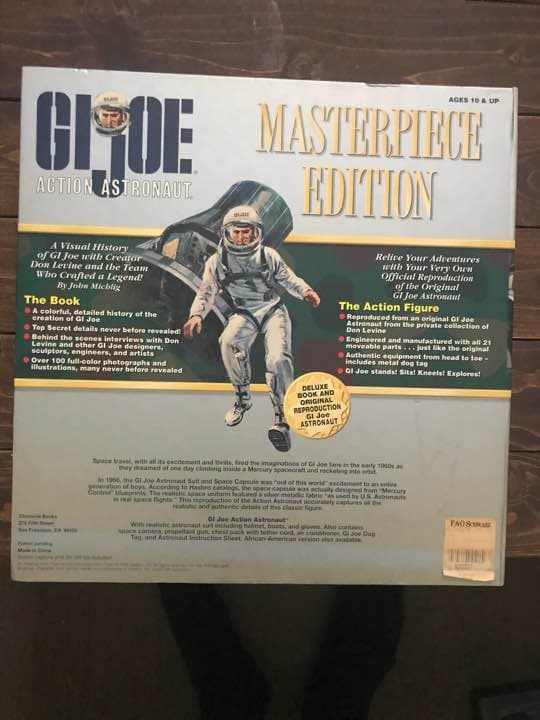 AGES 10 & UP
GI JOE
ACTION ASTRONAUT
MASTERPIECE
EDITION
A Visual History
of GI Joe with Creator
Don Levine and the Team
Who Crafted a Legend!
By John Michlig
The Book
A colorful, detailed history of the
creation of GI Joe
Top Secret details never before revealed!
Behind the scenes interviews with Don
Levine and other GI Joe designers,
sculptors, engineers, and artists
Over 100 full-color photographs and
illustrations, many never before revealed
Relive Your Adventures
with Your Very Own
Official Reproduction
of the Original
GI Joe Astronaut
The Action Figure
Reproduced from an original GI Joe
Astronaut from the private collection of
Don Levine
Engineered and manufactured with all 21
moveable parts . . . just like the original
Authentic equipment from head to toe –
includes metal dog tag
GI Joe stands! Sits! Kneels! Explores!
DELUXE
BOOK AND
ORIGINAL
REPRODUCTION
GI Joe
ASTRONAUT
Space travel, with all its excitement and thrills, fired the imaginations of GI Joe fans in the early 1960s as
they dreamed of one day climbing inside a Mercury spacecraft and rocketing into orbit.
In 1966, the GI Joe Astronaut Suit and Space Capsule was "out of this world" excitement to an entire
generation of boys. According to Hasbro catalogs, the space capsule was actually designed from "Mercury
Control" blueprints. The realistic space uniform featured a silver metallic fabric "as used by U.S. Astronauts
in real space flights." This reproduction of the Action Astronaut accurately captures all the
realistic and authentic details of this classic figure.
GI Joe Action Astronaut
With realistic astronaut suit including helmet, boots, and gloves. Also contains
space camera, propellant gun, chest pack with tether cord, air conditioner, GI Joe Dog
Tag, and Astronaut Instruction Sheet. African-American version also available.
Chronicle Books
275 Fifth Street
San Francisco, CA 94103
Patent pending
Made in China
FAO Schwarz